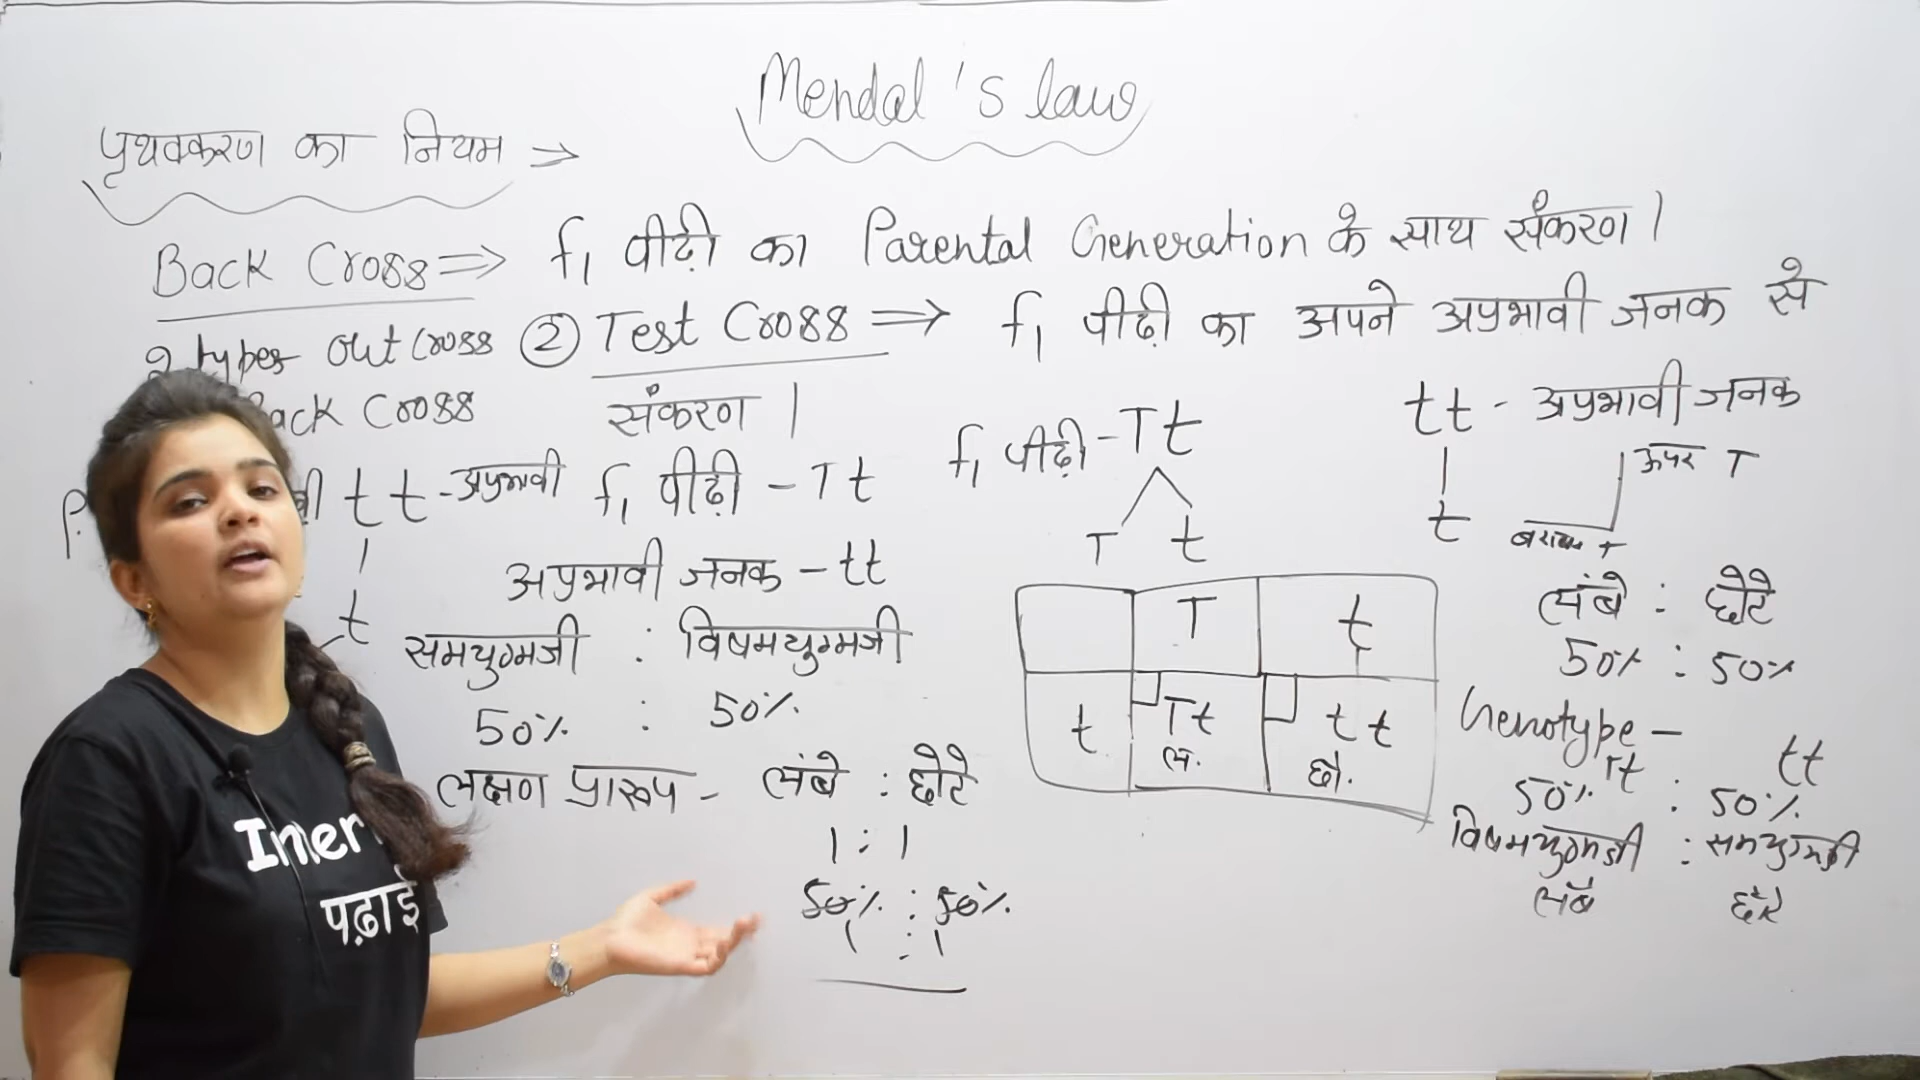 Mendal's law
पृथक्करण का नियम ⇒
Back Cross ⇒ f₁ पीढ़ी का Parental Generation के साथ संकरण।
2 types out Cross ② Test Cross ⇒ f₁ पीढ़ी का अपने अप्रभावी जनक से
ack Cross संकरण।
tt - अप्रभावी f₁ पीढ़ी - Tt
t
अप्रभावी जनक - tt
समयुग्मजी : विषमयुग्मजी
50% : 50%
लक्षण प्रारूप - लंबे : छोटे
1 : 1
50% : 50%
1 : 1
f₁ पीढ़ी - Tt
T t
T t
t Tt tt
लं. छो.
tt - अप्रभावी जनक
t
ऊपर T
लंबे : छोटे
50% : 50%
Genotype -
Tt : tt
50% : 50%
विषमयुग्मजी : समयुग्मजी
लंबे छोटे
Inter
पढ़ाई